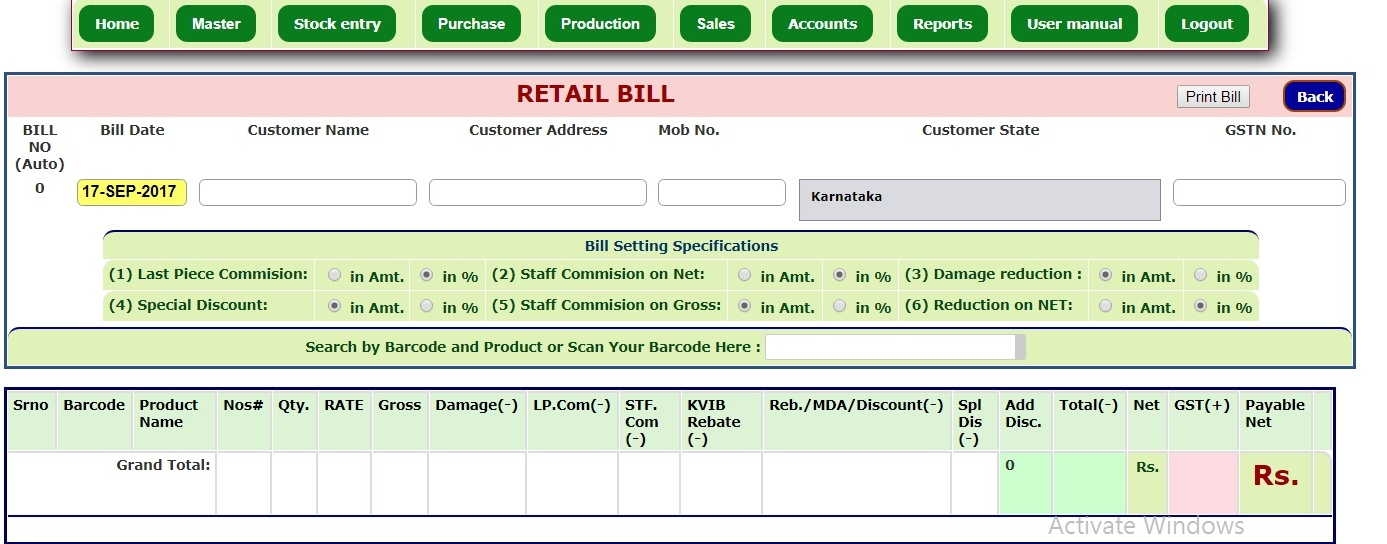 Home Master Stock entry Purchase Production Sales Accounts Reports User manual Logout
RETAIL BILL Print Bill Back
BILL NO (Auto) Bill Date Customer Name Customer Address Mob No. Customer State GSTN No.
0 17-SEP-2017 Karnataka
Bill Setting Specifications
(1) Last Piece Commision: in Amt. in % (2) Staff Commision on Net: in Amt. in % (3) Damage reduction : in Amt. in %
(4) Special Discount: in Amt. in % (5) Staff Commision on Gross: in Amt. in % (6) Reduction on NET: in Amt. in %
Search by Barcode and Product or Scan Your Barcode Here :
Srno Barcode Product Name Nos# Qty. RATE Gross Damage(-) LP.Com(-) STF. Com (-) KVIB Rebate (-) Reb./MDA/Discount(-) Spl Dis (-) Add Disc. Total(-) Net GST(+) Payable Net
Grand Total: 0 Rs. Rs.
Activate Windows